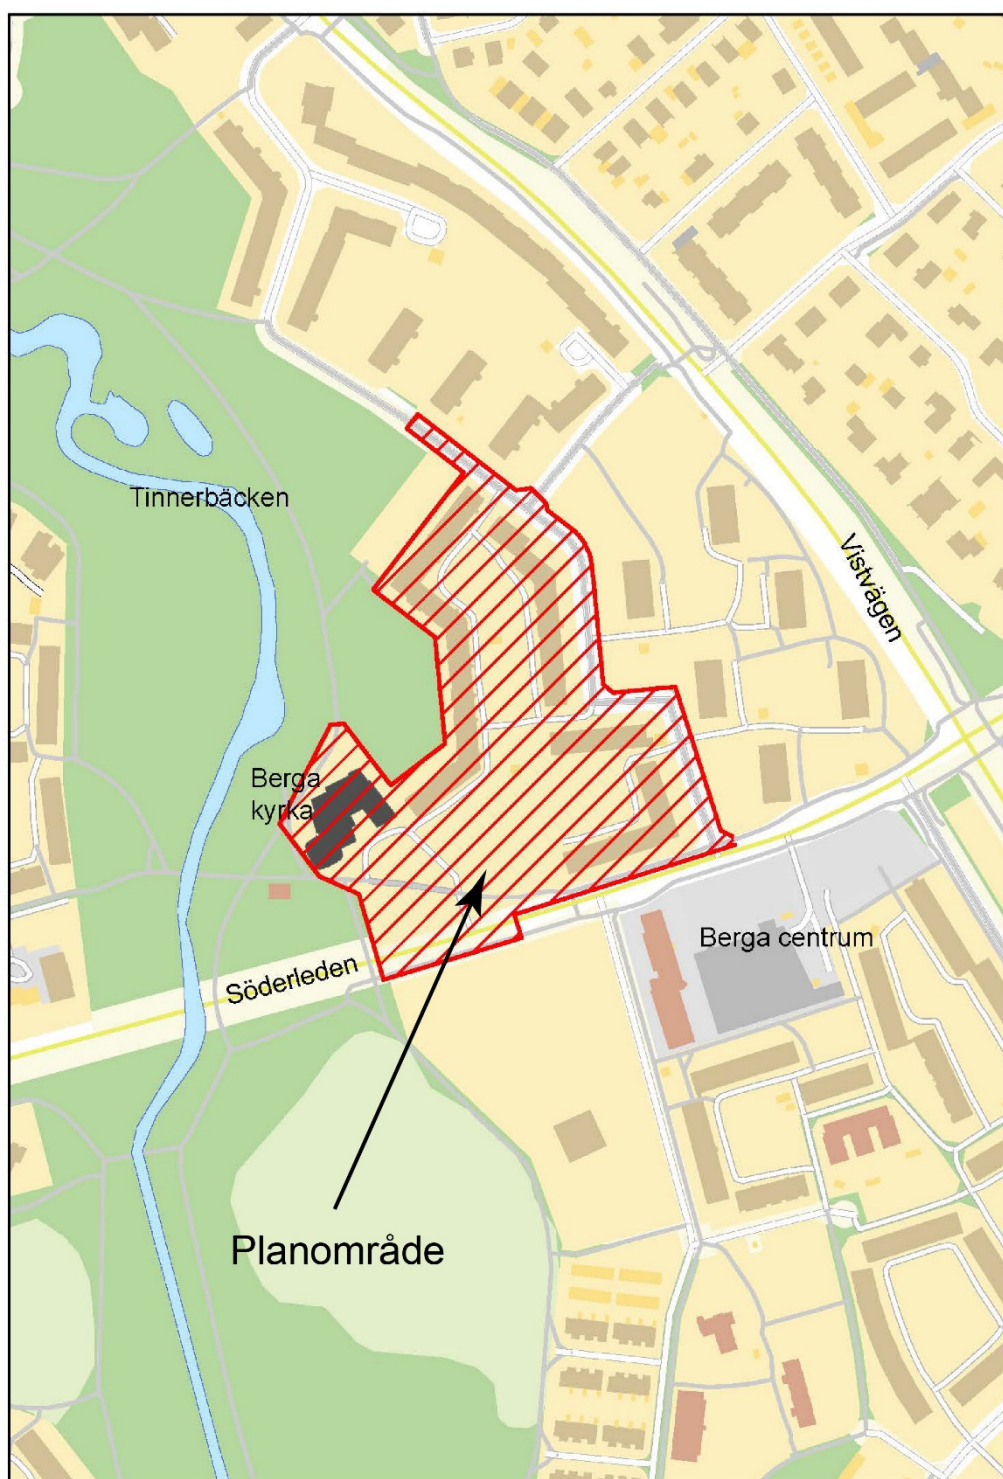 Tinnerbäcken
Vistvägen
Berga
kyrka
Berga centrum
Söderleden
Planområde